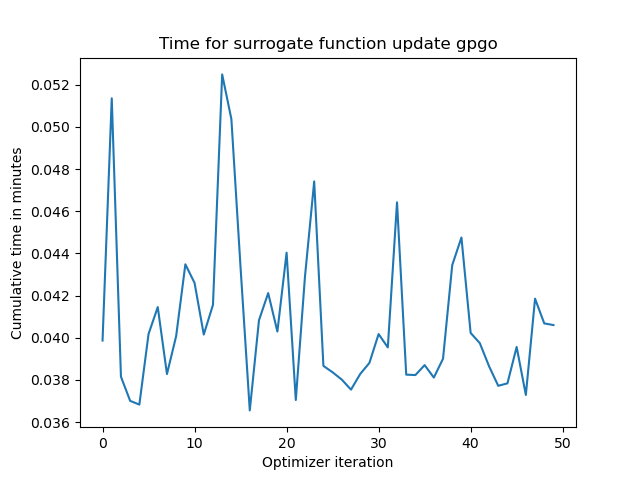 Time for surrogate function update gpgo
Cumulative time in minutes
0.052
0.050
0.048
0.046
0.044
0.042
0.040
0.038
0.036
0 10 20 30 40 50
Optimizer iteration